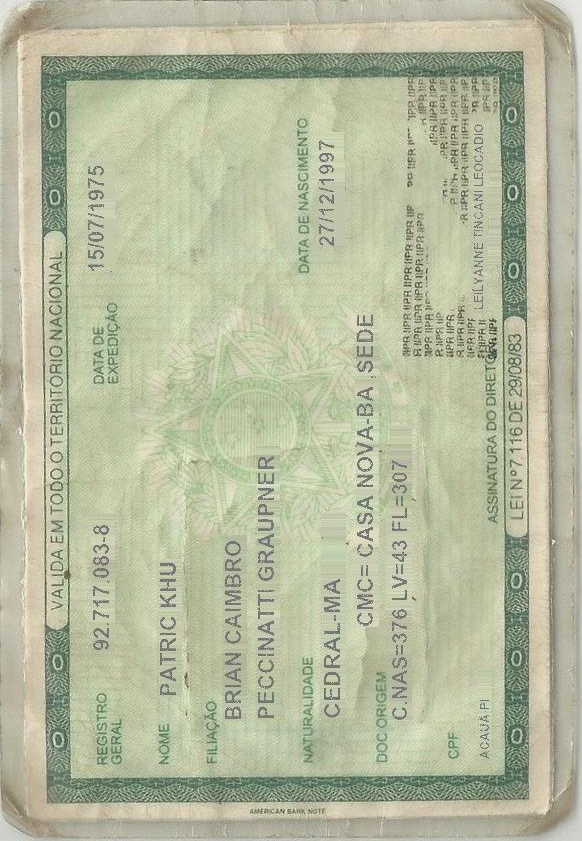 VÁLIDA EM TODO O TERRITÓRIO NACIONAL
REGISTRO GERAL 92.717.083-8 DATA DE EXPEDIÇÃO 15/07/1975
NOME PATRIC KHU
FILIAÇÃO
BRIAN CAIMBRO
PECCINATTI GRAUPNER
NATURALIDADE DATA DE NASCIMENTO
CEDRAL-MA 27/12/1997
DOC ORIGEM CMC= CASA NOVA-BA ,SEDE
C.NAS=376 LV=43 FL=307
CPF
ACAUÃ PI LEILYANNE TINCANI LEOCADIO
ASSINATURA DO DIRETOR
LEI Nº 7.116 DE 29/08/83
AMERICAN BANK NOTE